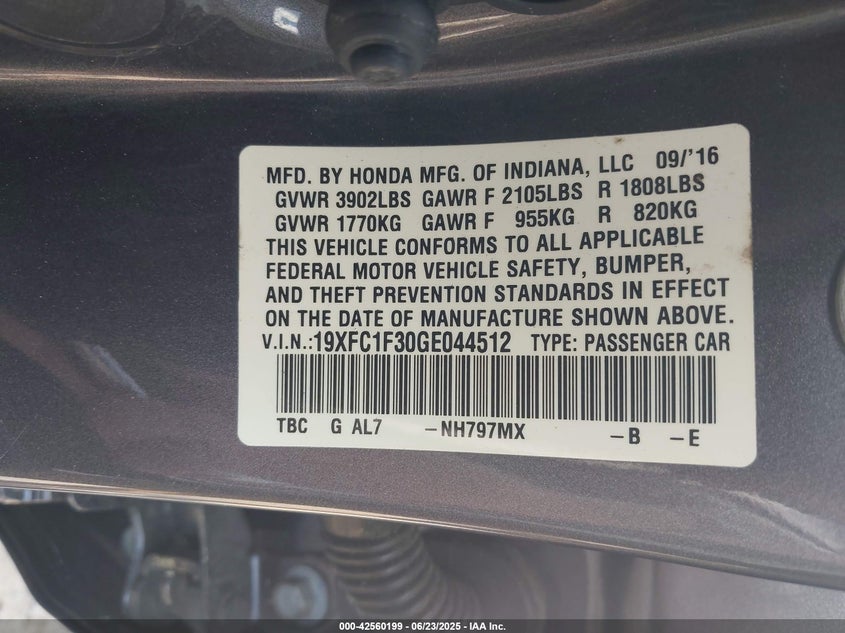 MFD. BY HONDA MFG. OF INDIANA, LLC 09/'16
GVWR 3902LBS GAWR F 2105LBS R 1808LBS
GVWR 1770KG GAWR F 955KG R 820KG
THIS VEHICLE CONFORMS TO ALL APPLICABLE
FEDERAL MOTOR VEHICLE SAFETY, BUMPER,
AND THEFT PREVENTION STANDARDS IN EFFECT
ON THE DATE OF MANUFACTURE SHOWN ABOVE.
V.I.N.:19XFC1F30GE044512 TYPE: PASSENGER CAR
TBC G AL7 -NH797MX -B -E
000-42560199 - 06/23/2025 - IAA Inc.